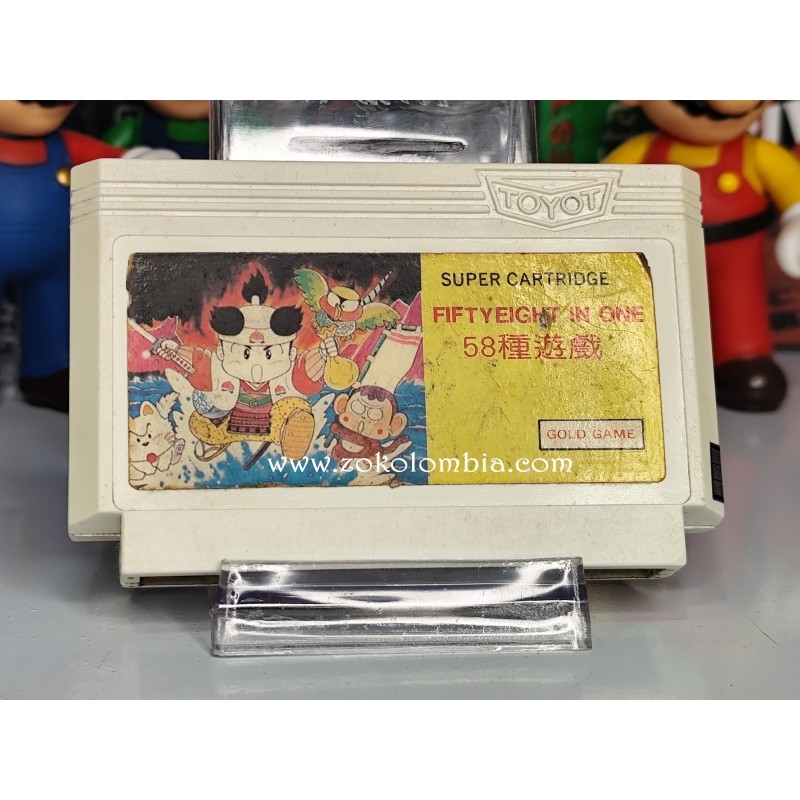 TOYOT
SUPER CARTRIDGE
FIFTYEIGHT IN ONE
58種遊戲
GOLD GAME
www.zokolombia.com